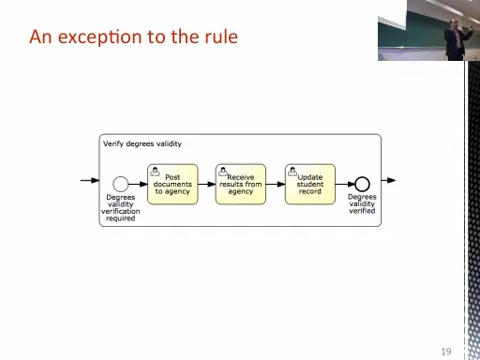 An exception to the rule
Verify degrees validity
Degrees
validity
verification
required
Post
documents
to agency
Receive
results from
agency
Update
student
record
Degrees
validity
verified
19